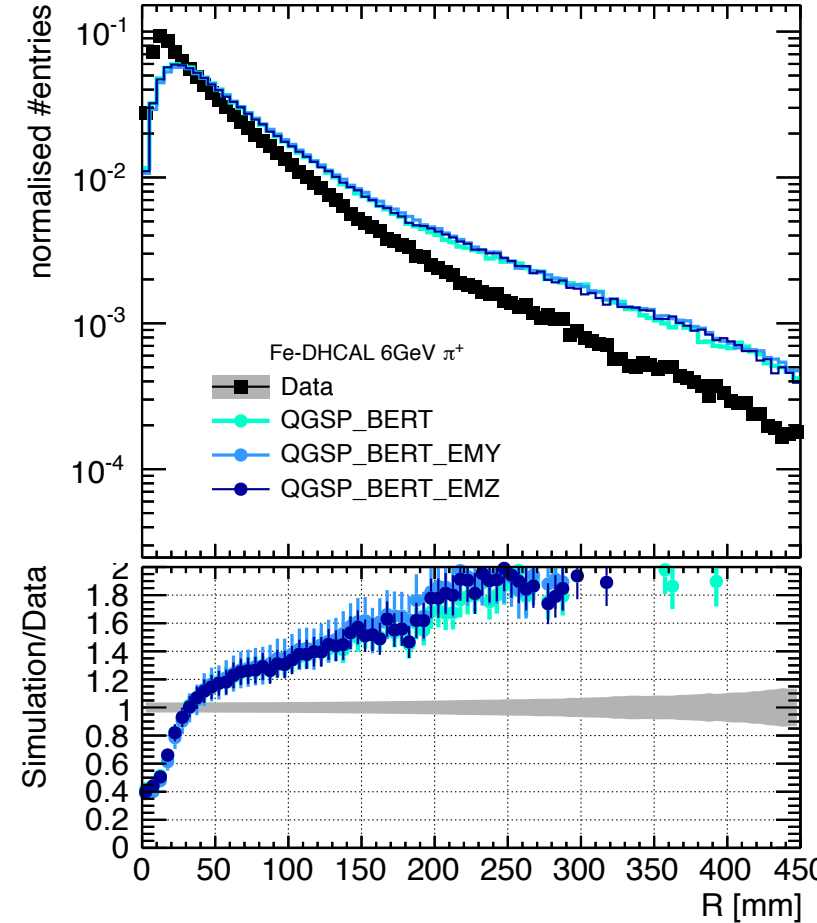 normalised #entries
10⁻¹
10⁻²
10⁻³
10⁻⁴
Fe-DHCAL 6GeV π⁺
Data
QGSP_BERT
QGSP_BERT_EMY
QGSP_BERT_EMZ
Simulation/Data
2
1.8
1.6
1.4
1.2
1
0.8
0.6
0.4
0.2
0
0 50 100 150 200 250 300 350 400 450
R [mm]